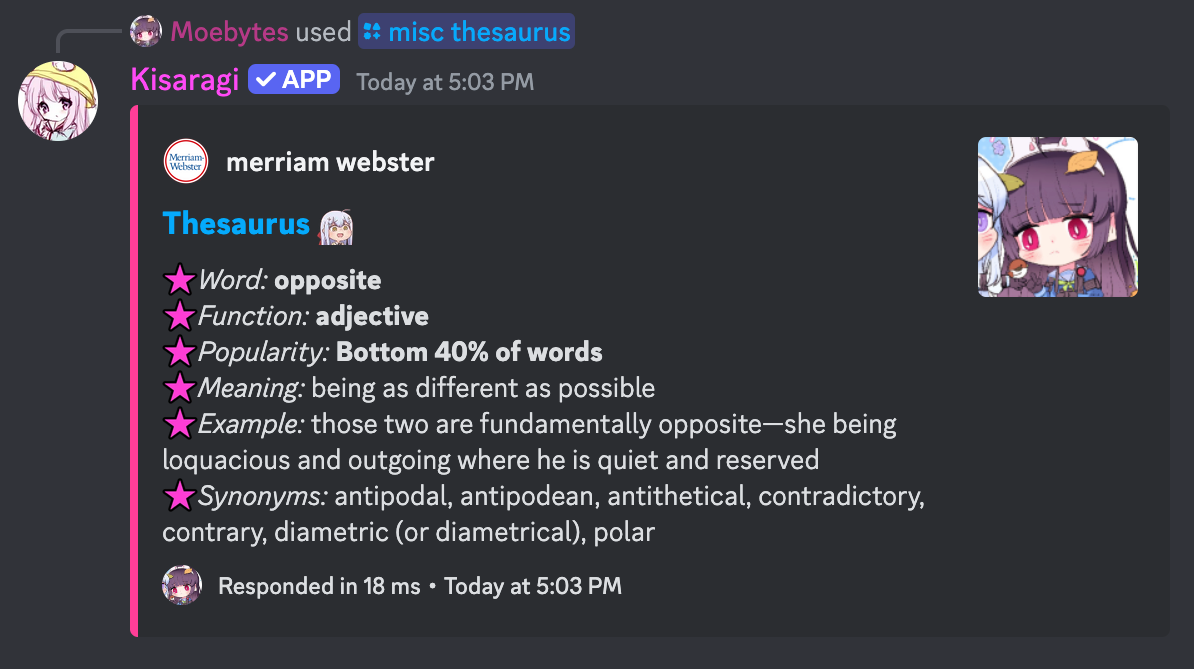 Moebytes used misc thesaurus
Kisaragi APP Today at 5:03 PM
Merriam-
Webster
merriam webster
Thesaurus
Word: opposite
Function: adjective
Popularity: Bottom 40% of words
Meaning: being as different as possible
Example: those two are fundamentally opposite—she being
loquacious and outgoing where he is quiet and reserved
Synonyms: antipodal, antipodean, antithetical, contradictory,
contrary, diametric (or diametrical), polar
Responded in 18 ms • Today at 5:03 PM